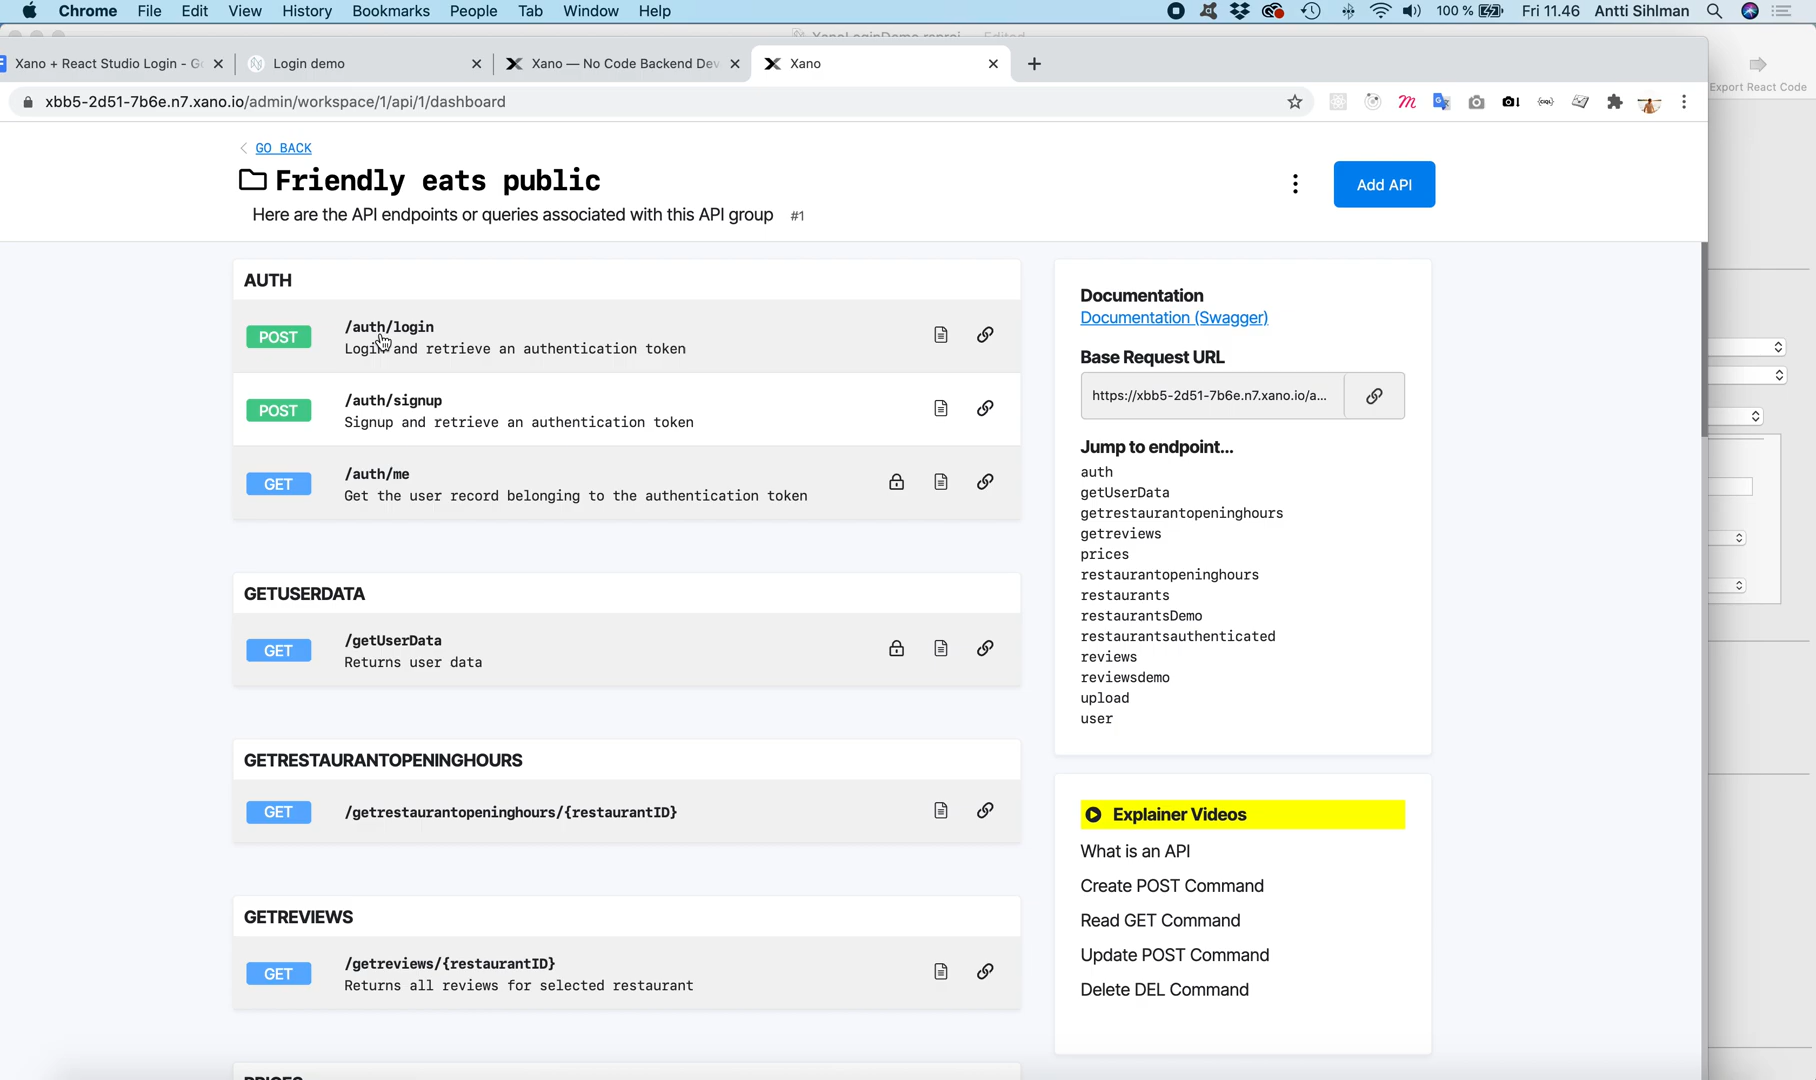 Chrome File Edit View History Bookmarks People Tab Window Help 100 % Fri 11.46 Antti Sihlman
XanoLoginDemo.rsproj — Edited
Xano + React Studio Login - Go Login demo Xano — No Code Backend Dev Xano
xbb5-2d51-7b6e.n7.xano.io/admin/workspace/1/api/1/dashboard
Export React Code
GO BACK
Friendly eats public
Add API
Here are the API endpoints or queries associated with this API group #1
AUTH
POST /auth/login
Login and retrieve an authentication token
POST /auth/signup
Signup and retrieve an authentication token
GET /auth/me
Get the user record belonging to the authentication token
GETUSERDATA
GET /getUserData
Returns user data
GETRESTAURANTOPENINGHOURS
GET /getrestaurantopeninghours/{restaurantID}
GETREVIEWS
GET /getreviews/{restaurantID}
Returns all reviews for selected restaurant
PRICES
Documentation
Documentation (Swagger)
Base Request URL
https://xbb5-2d51-7b6e.n7.xano.io/a...
Jump to endpoint...
auth
getUserData
getrestaurantopeninghours
getreviews
prices
restaurantopeninghours
restaurants
restaurantsDemo
restaurantsauthenticated
reviews
reviewsdemo
upload
user
Explainer Videos
What is an API
Create POST Command
Read GET Command
Update POST Command
Delete DEL Command